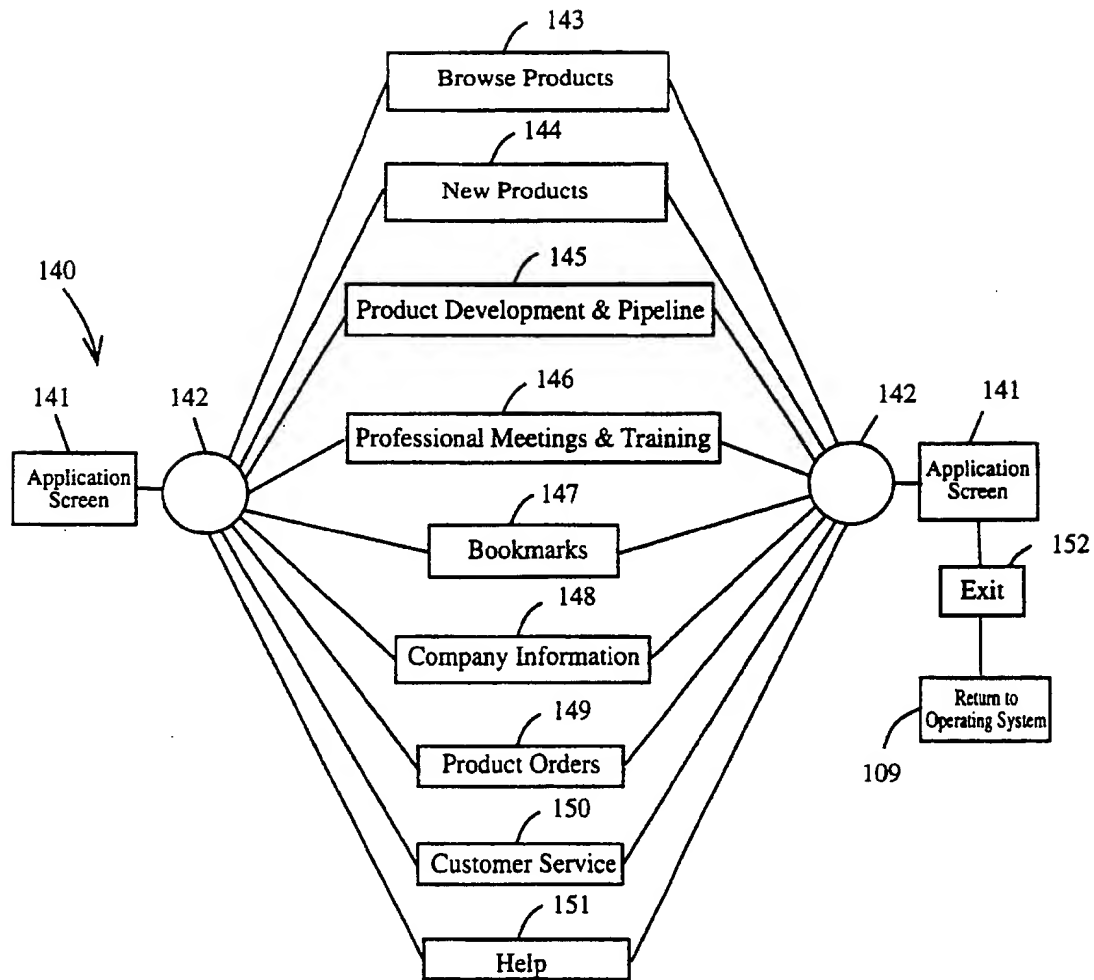 143
Browse Products
144
New Products
145
Product Development & Pipeline
140
146
Professional Meetings & Training
141
142
Application
Screen
142
141
Application
Screen
147
Bookmarks
152
Exit
148
Company Information
Return to
Operating System
109
149
Product Orders
150
Customer Service
151
Help